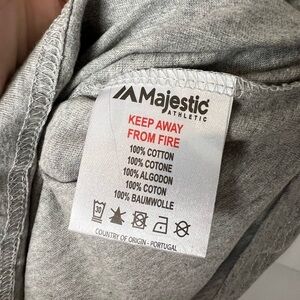 Majestic
ATHLETIC
KEEP AWAY
FROM FIRE
100% COTTON
100% COTONE
100% ALGODON
100% COTON
100% BAUMWOLLE
30
COUNTRY OF ORIGIN - PORTUGAL